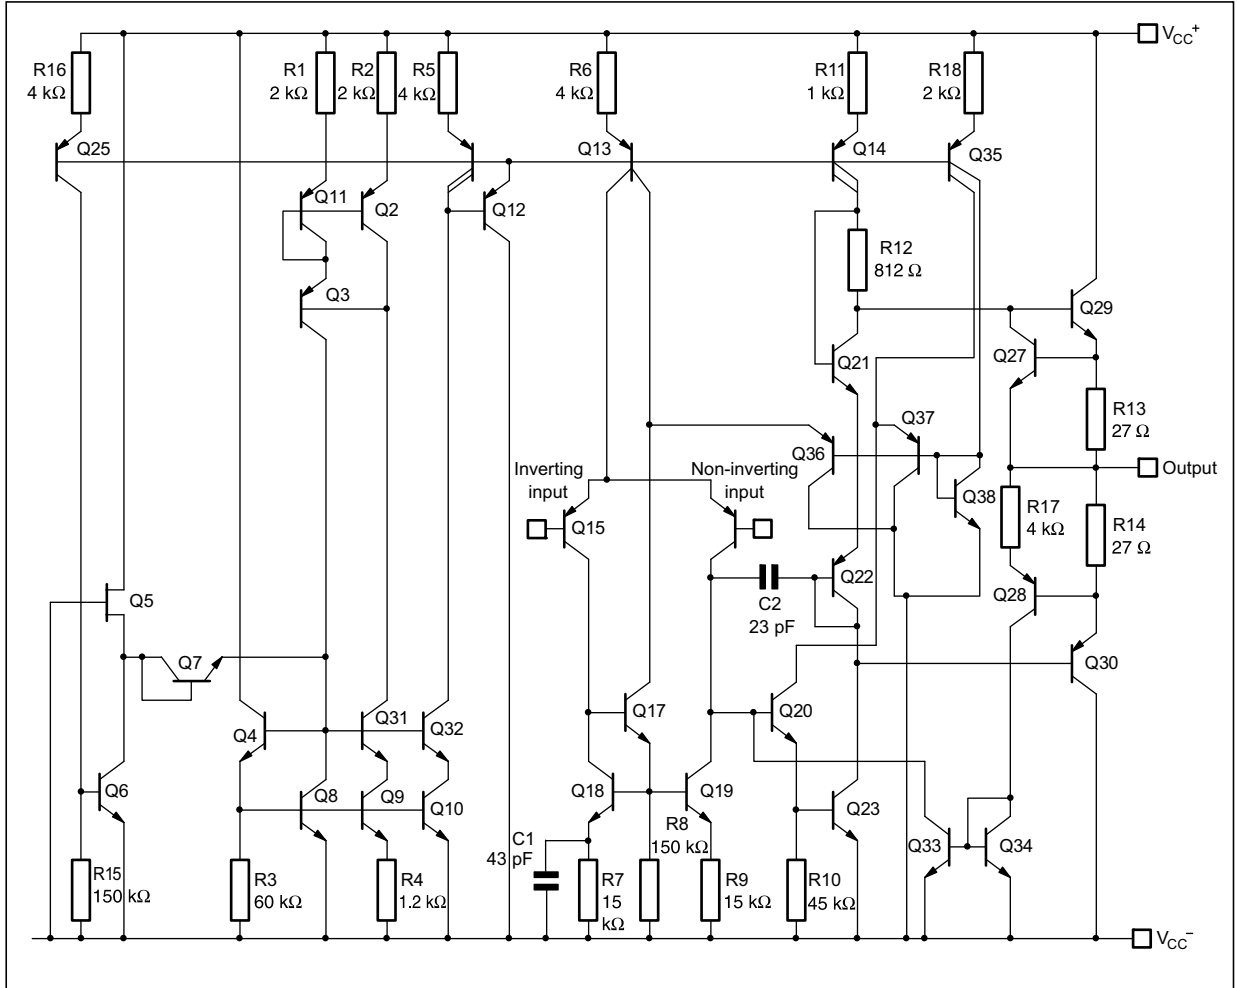 V_CC^+
R16
4 kΩ
R1
2 kΩ
R2
2 kΩ
R5
4 kΩ
R6
4 kΩ
R11
1 kΩ
R18
2 kΩ
Q25
Q13
Q14
Q35
Q11
Q2
Q12
R12
812 Ω
Q3
Q29
Q27
Q21
R13
27 Ω
Q37
Q36
Inverting
input
Non-inverting
input
Output
Q38
R17
4 kΩ
R14
27 Ω
Q15
Q22
Q28
C2
23 pF
Q5
Q7
Q30
Q4
Q31
Q32
Q17
Q20
Q6
Q8
Q9
Q10
Q18
Q19
Q23
R8
150 kΩ
C1
43 pF
Q33
Q34
R15
150 kΩ
R3
60 kΩ
R4
1.2 kΩ
R7
15
kΩ
R9
15 kΩ
R10
45 kΩ
V_CC^−